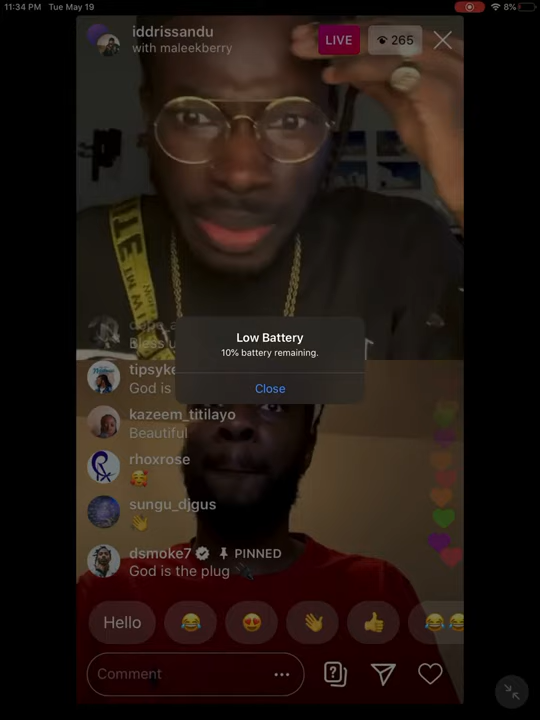 11:34 PM Tue May 19
8%
iddrissandu
with maleekberry
LIVE
265
Low Battery
10% battery remaining.
Close
Bless u
tipsyke
God is
kazeem_titilayo
Beautiful
rhoxrose
🥰
sungu_djgus
👋
dsmoke7 PINNED
God is the plug 🔌
Hello 😂 😍 👋 👍 😂😂
Comment